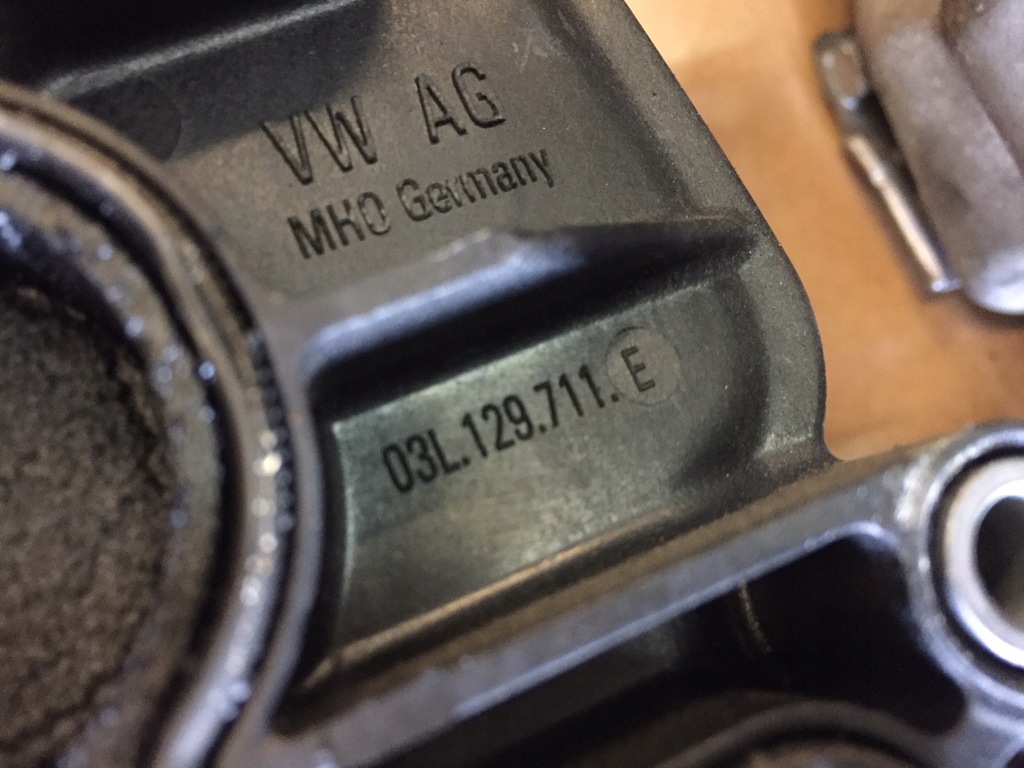 VW AG
MHO Germany
03L.129.711.E